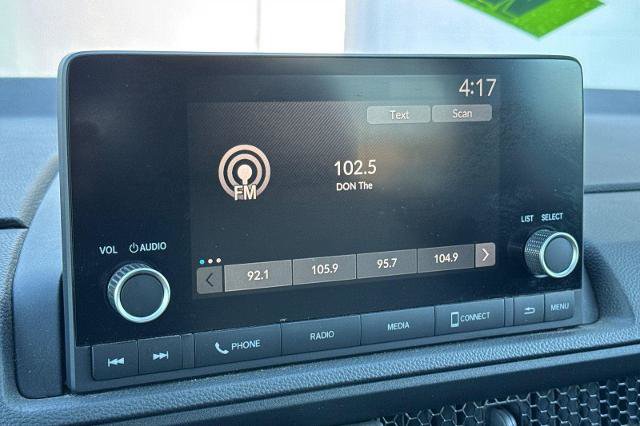 4:17
Text Scan
102.5
FM
DON The
92.1 105.9 95.7 104.9
VOL AUDIO
LIST SELECT
PHONE RADIO MEDIA CONNECT MENU